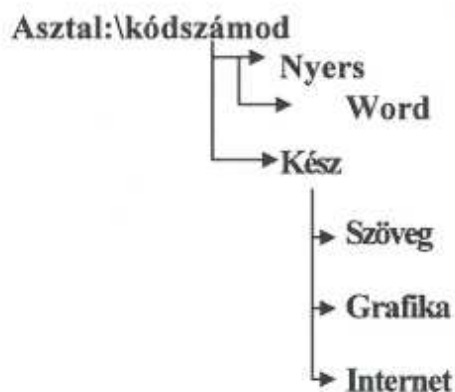 Asztal:\kódszámod
Nyers
Word
Kész
Szöveg
Grafika
Internet